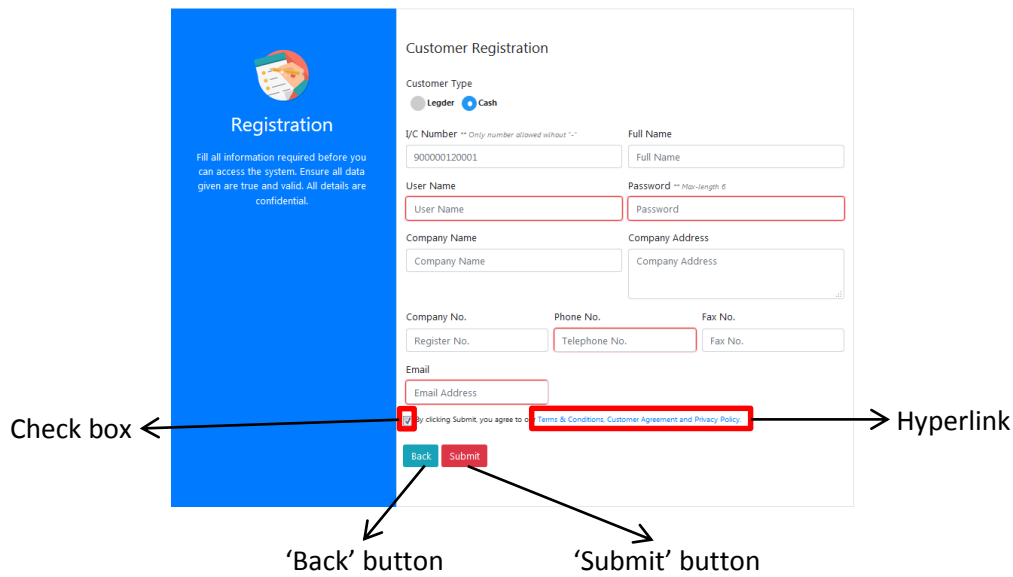 Registration
Fill all information required before you
can access the system. Ensure all data
given are true and valid. All details are
confidential.
Customer Registration
Customer Type
Legder Cash
I/C Number ** Only number allowed wihout "-" Full Name
900000120001 Full Name
User Name Password ** Max-length 6
User Name Password
Company Name Company Address
Company Name Company Address
Company No. Phone No. Fax No.
Register No. Telephone No. Fax No.
Email
Email Address
By clicking Submit, you agree to our Terms & Conditions, Customer Agreement and Privacy Policy.
Back Submit
Check box
Hyperlink
‘Back’ button
‘Submit’ button